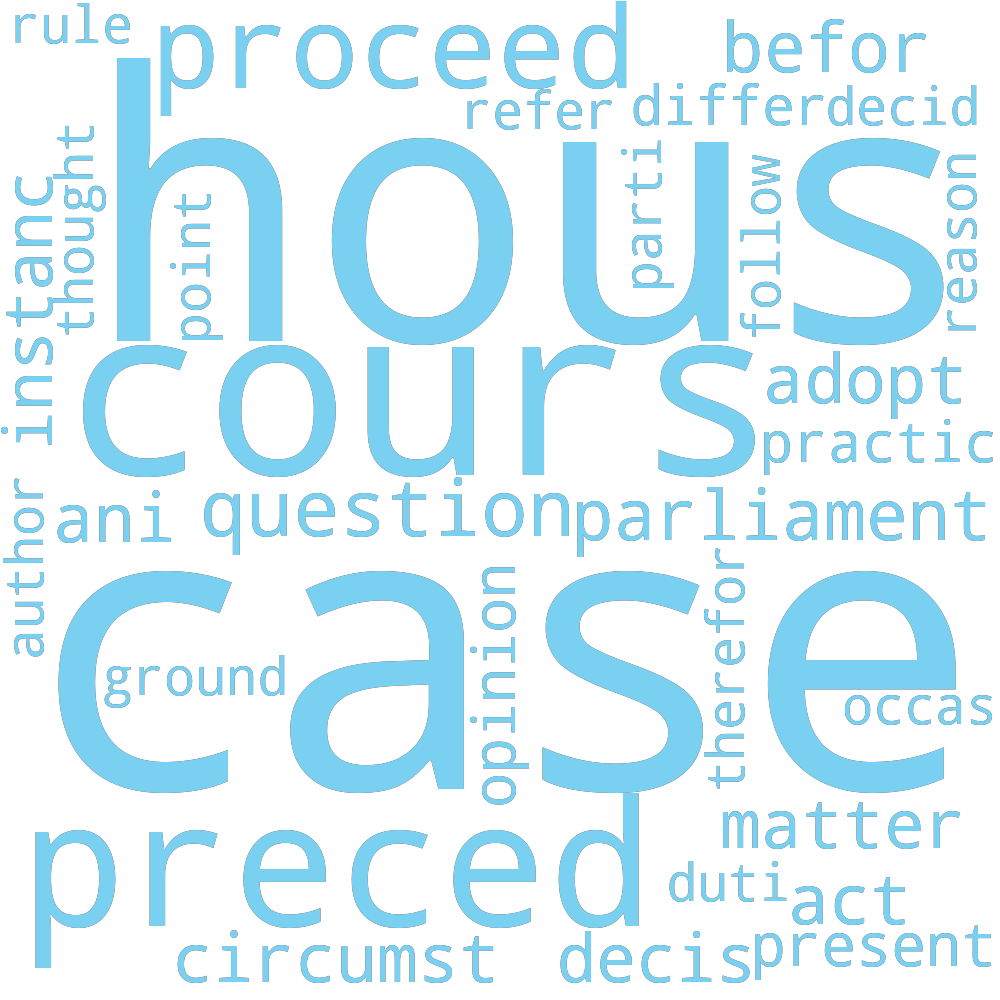 rule
proceed
befor
refer
differ
decid
hous
thought
instanc
point
parti
follow
reason
cours
adopt
practic
author
ani
question
parliament
case
opinion
therefor
ground
occas
preced
matter
duti
act
circumst
decis
present